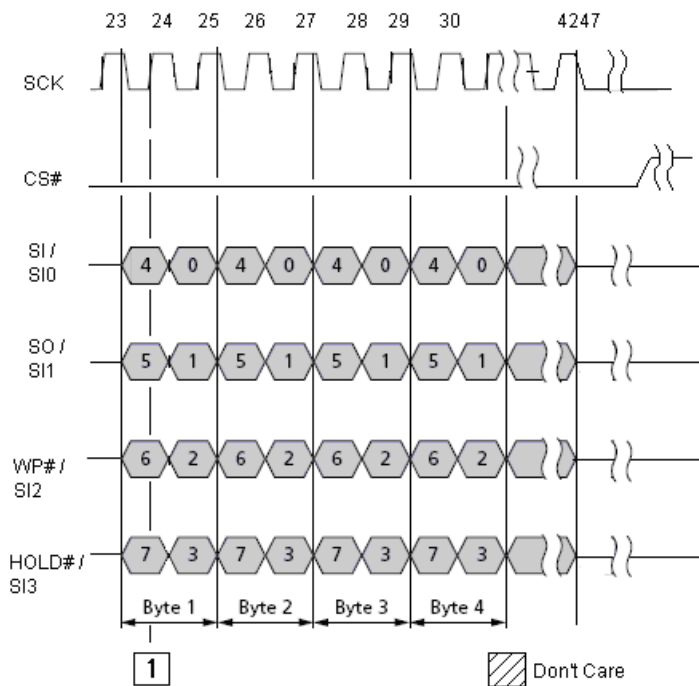 23 24 25 26 27 28 29 30 4247
SCK
CS#
SI /
SI0
4 0 4 0 4 0 4 0
SO /
SI1
5 1 5 1 5 1 5 1
WP# /
SI2
6 2 6 2 6 2 6 2
HOLD# /
SI3
7 3 7 3 7 3 7 3
Byte 1 Byte 2 Byte 3 Byte 4
1
Don't Care